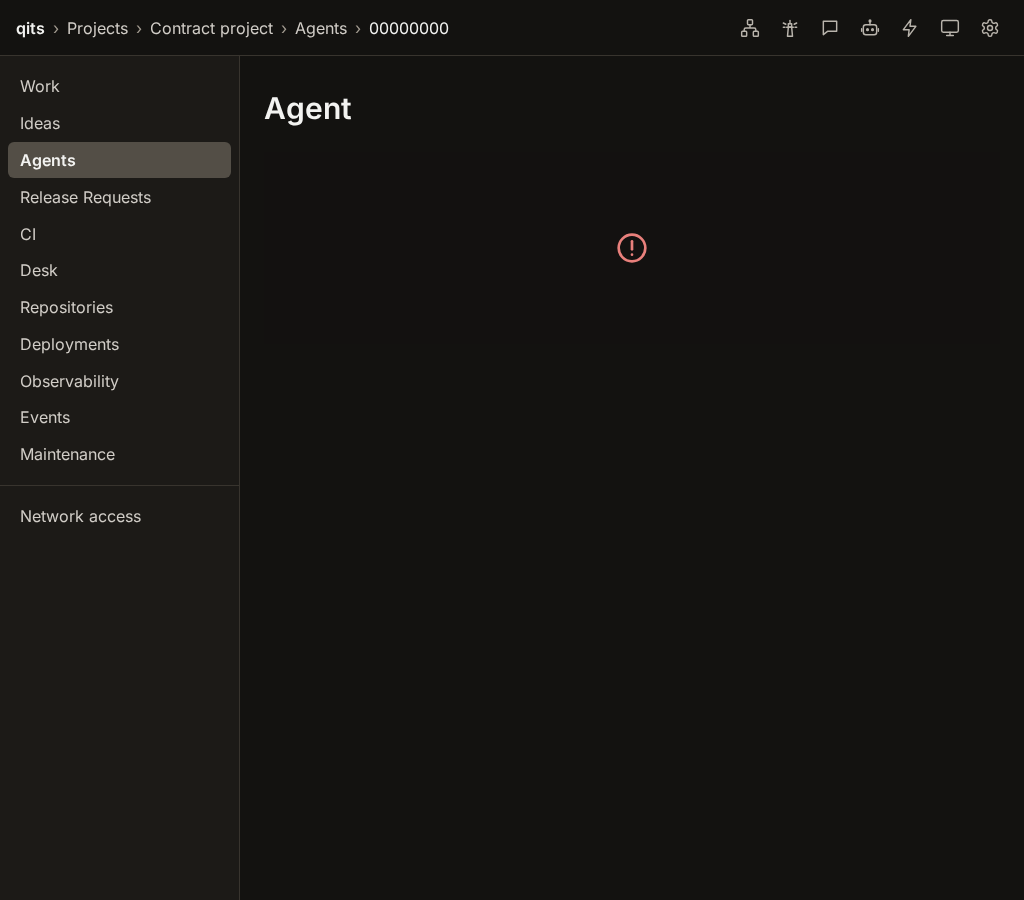 qits › Projects › Contract project › Agents › 00000000
Work
Ideas
Agents
Release Requests
CI
Desk
Repositories
Deployments
Observability
Events
Maintenance
Network access
Agent